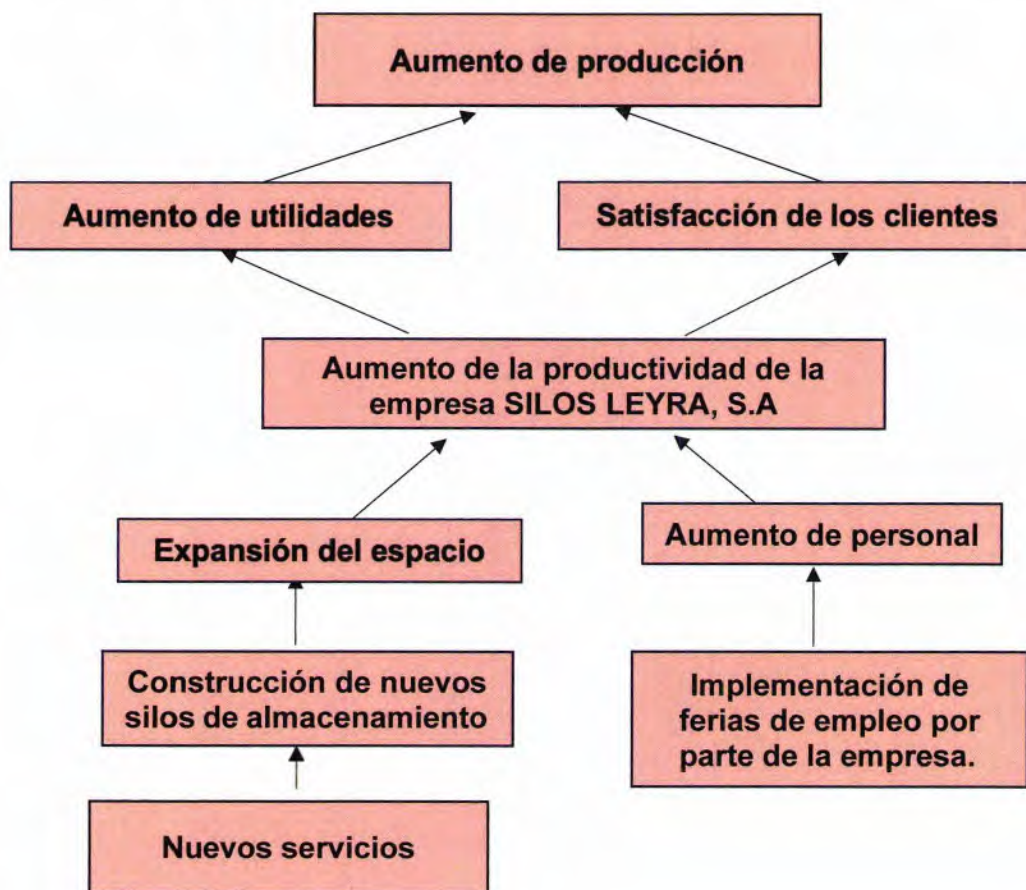 Aumento de producción
Aumento de utilidades
Satisfacción de los clientes
Aumento de la productividad de la
empresa SILOS LEYRA, S.A
Expansión del espacio
Aumento de personal
Construcción de nuevos
silos de almacenamiento
Implementación de
ferias de empleo por
parte de la empresa.
Nuevos servicios